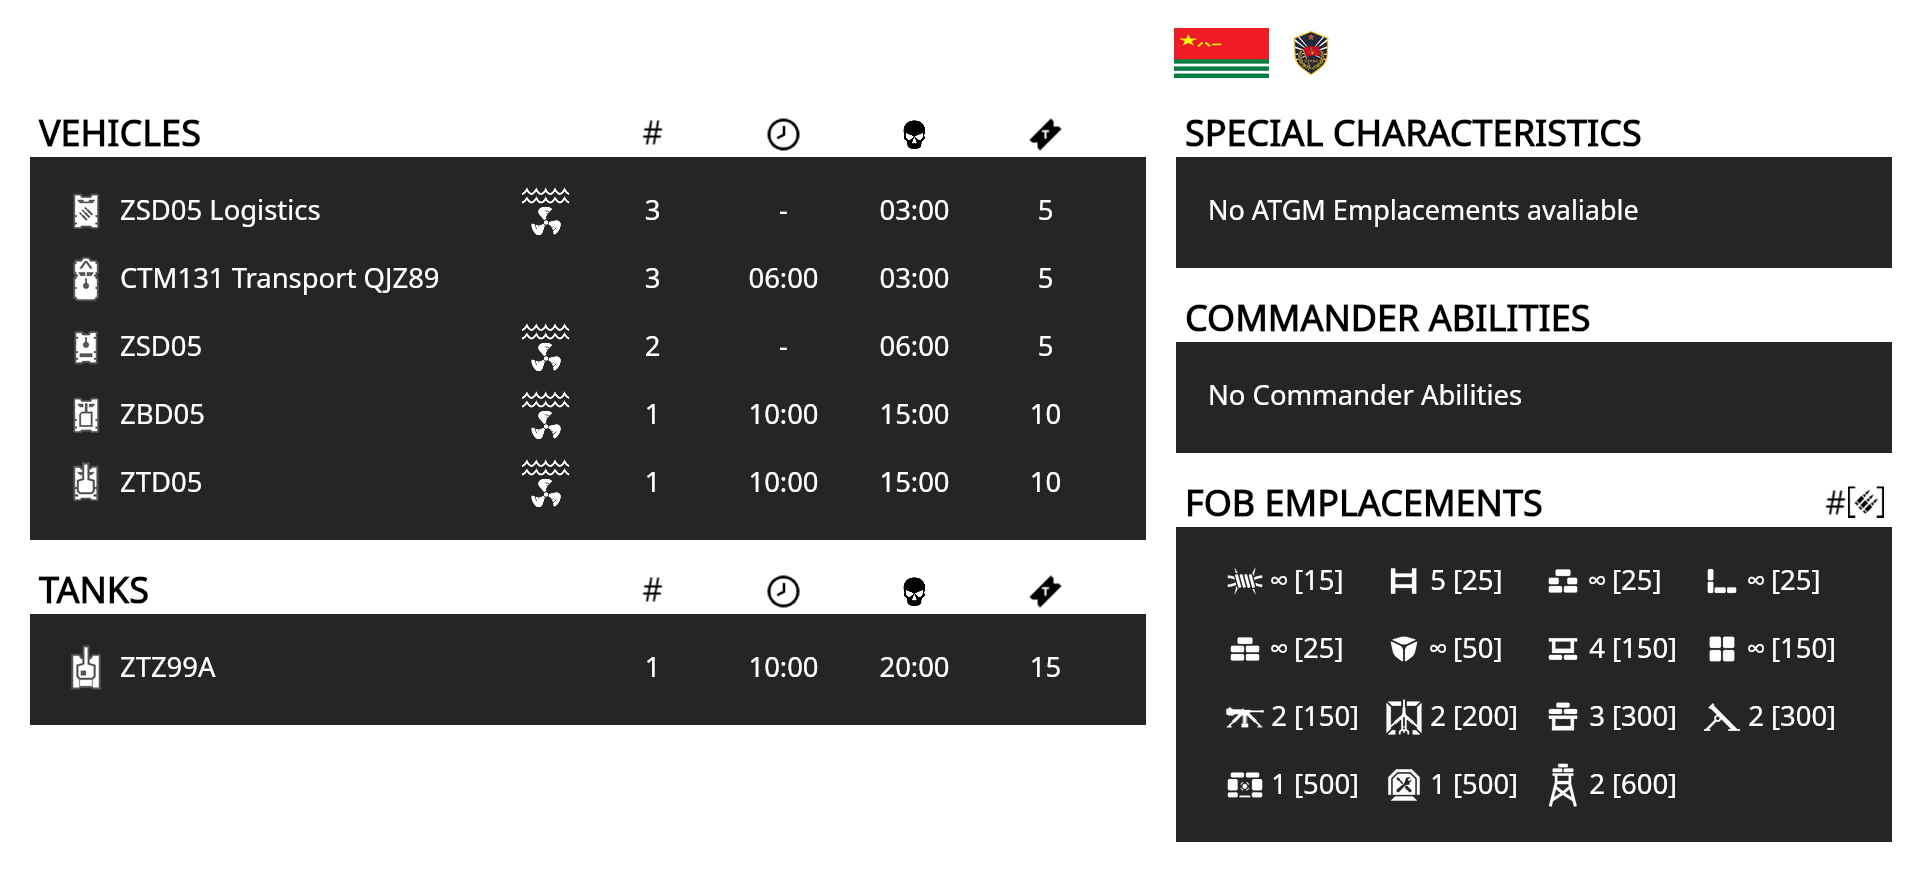 VEHICLES #
ZSD05 Logistics 3 - 03:00 5
CTM131 Transport QJZ89 3 06:00 03:00 5
ZSD05 2 - 06:00 5
ZBD05 1 10:00 15:00 10
ZTD05 1 10:00 15:00 10
TANKS #
ZTZ99A 1 10:00 20:00 15
SPECIAL CHARACTERISTICS
No ATGM Emplacements avaliable
COMMANDER ABILITIES
No Commander Abilities
FOB EMPLACEMENTS #[]
∞ [15] 5 [25] ∞ [25] ∞ [25]
∞ [25] ∞ [50] 4 [150] ∞ [150]
2 [150] 2 [200] 3 [300] 2 [300]
1 [500] 1 [500] 2 [600]